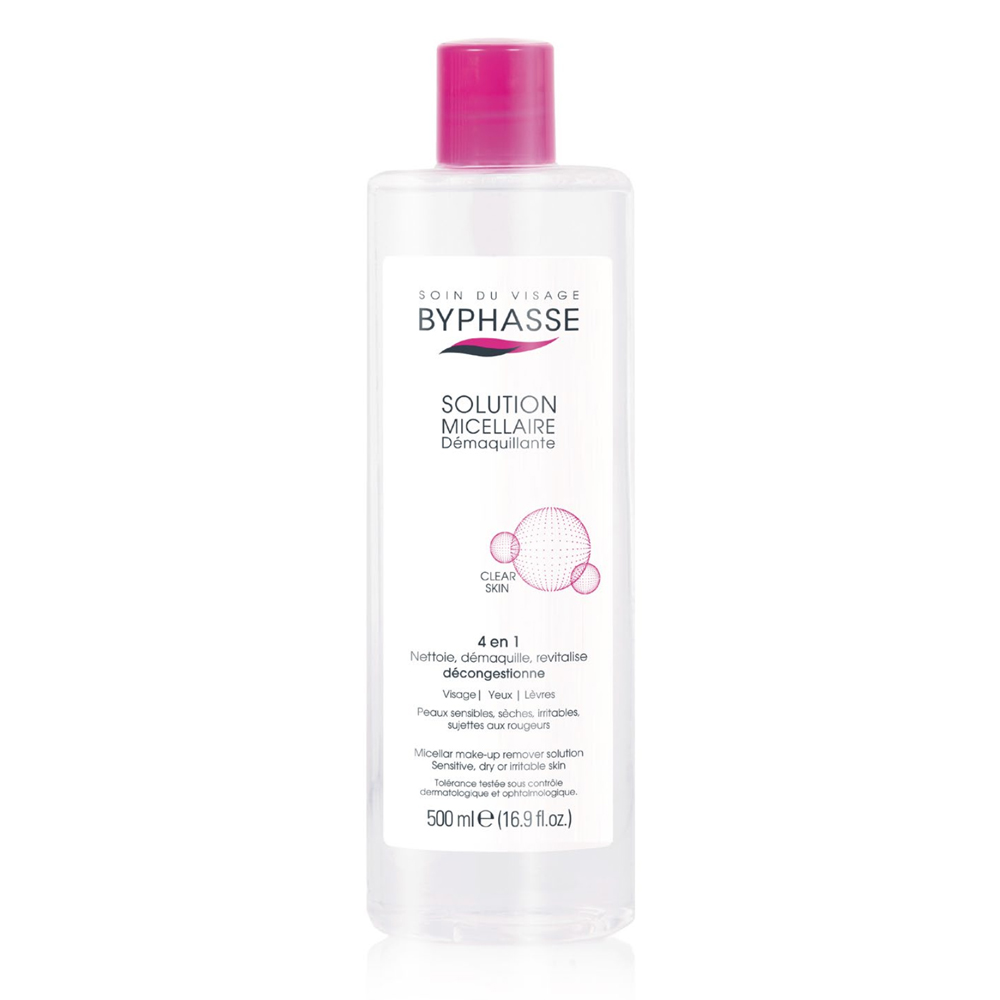 SOIN DU VISAGE
BYPHASSE
SOLUTION
MICELLAIRE
Démaquillante
CLEAR
SKIN
4 en 1
Nettoie, démaquille, revitalise
décongestionne
Visage | Yeux | Lèvres
Peaux sensibles, sèches, irritables,
sujettes aux rougeurs
Micellar make-up remover solution
Sensitive, dry or irritable skin
Tolérance testée sous contrôle
dermatologique et ophtalmologique.
500 ml e (16.9 fl.oz.)